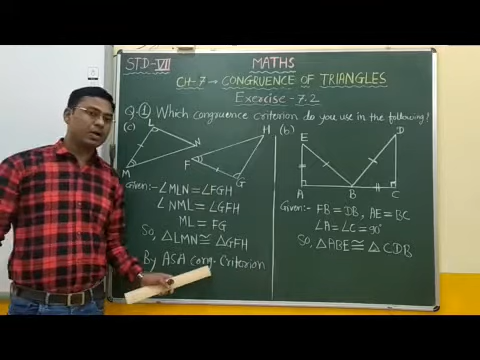 STD-VII
MATHS
CH-7 → CONGRUENCE OF TRIANGLES
Exercise - 7.2
Q.① Which congruence criterion do you use in the following?
(c)
L
M
N
F
H
G
Given:- ∠MLN = ∠FGH
∠NML = ∠GFH
ML = FG
So, △LMN ≅ △GFH
By ASA cong. Criterion
(b)
E
D
A
B
C
Given:- FB = DB, AE = BC
∠A = ∠C = 90°
So, △ABE ≅ △CDB